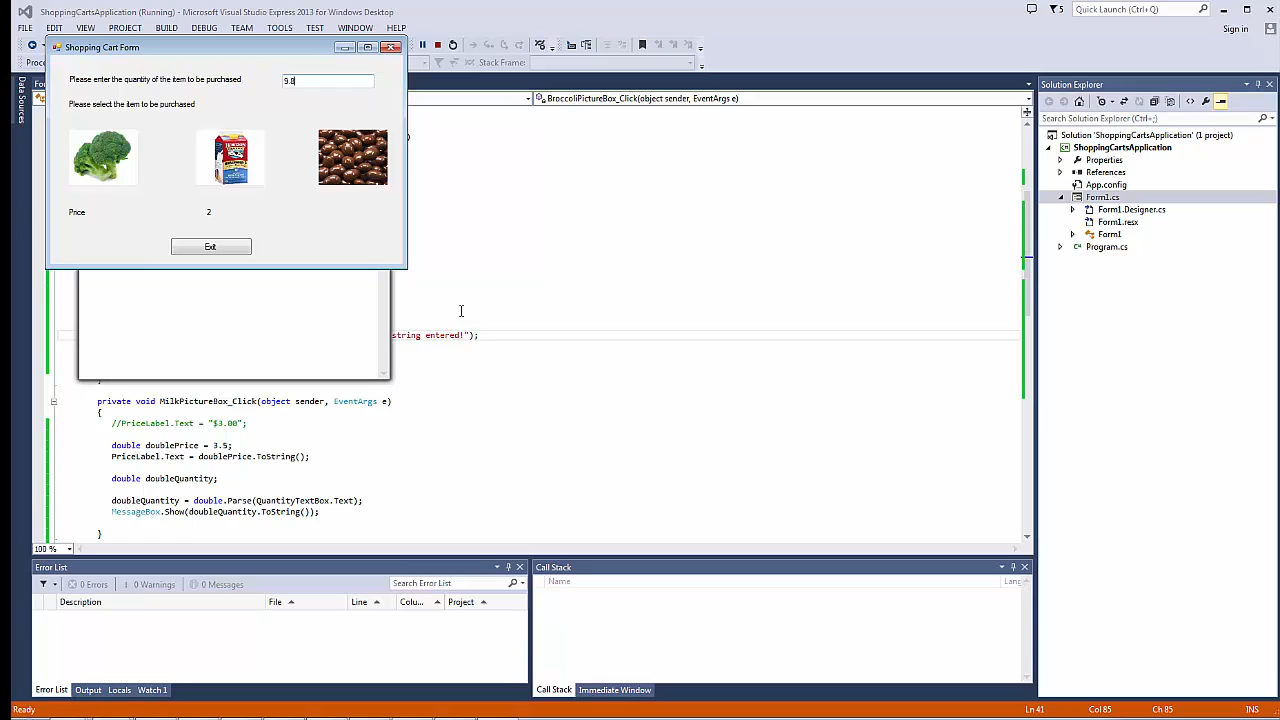 ShoppingCartsApplication (Running) - Microsoft Visual Studio Express 2013 for Windows Desktop
5
Quick Launch (Ctrl+Q)
FILE EDIT VIEW PROJECT BUILD DEBUG TEAM TOOLS TEST WINDOW HELP
Sign in
Shopping Cart Form
Stack Frame:
Data Sources
Please enter the quantity of the item to be purchased
9.8
BroccoliPictureBox_Click(object sender, EventArgs e)
Please select the item to be purchased
Price
2
Exit
string entered!");
private void MilkPictureBox_Click(object sender, EventArgs e)
{
//PriceLabel.Text = "$3.00";
double doublePrice = 3.5;
PriceLabel.Text = doublePrice.ToString();
double doubleQuantity;
doubleQuantity = double.Parse(QuantityTextBox.Text);
MessageBox.Show(doubleQuantity.ToString());
}
100 %
Solution Explorer
Search Solution Explorer (Ctrl+;)
Solution 'ShoppingCartsApplication' (1 project)
ShoppingCartsApplication
Properties
References
App.config
Form1.cs
Form1.Designer.cs
Form1.resx
Form1
Program.cs
Error List
0 Errors
0 Warnings
0 Messages
Search Error List
Description File Line Colu... Project
Call Stack
Name Lang
Error List Output Locals Watch 1
Call Stack Immediate Window
Ready
Ln 41 Col 85 Ch 85 INS